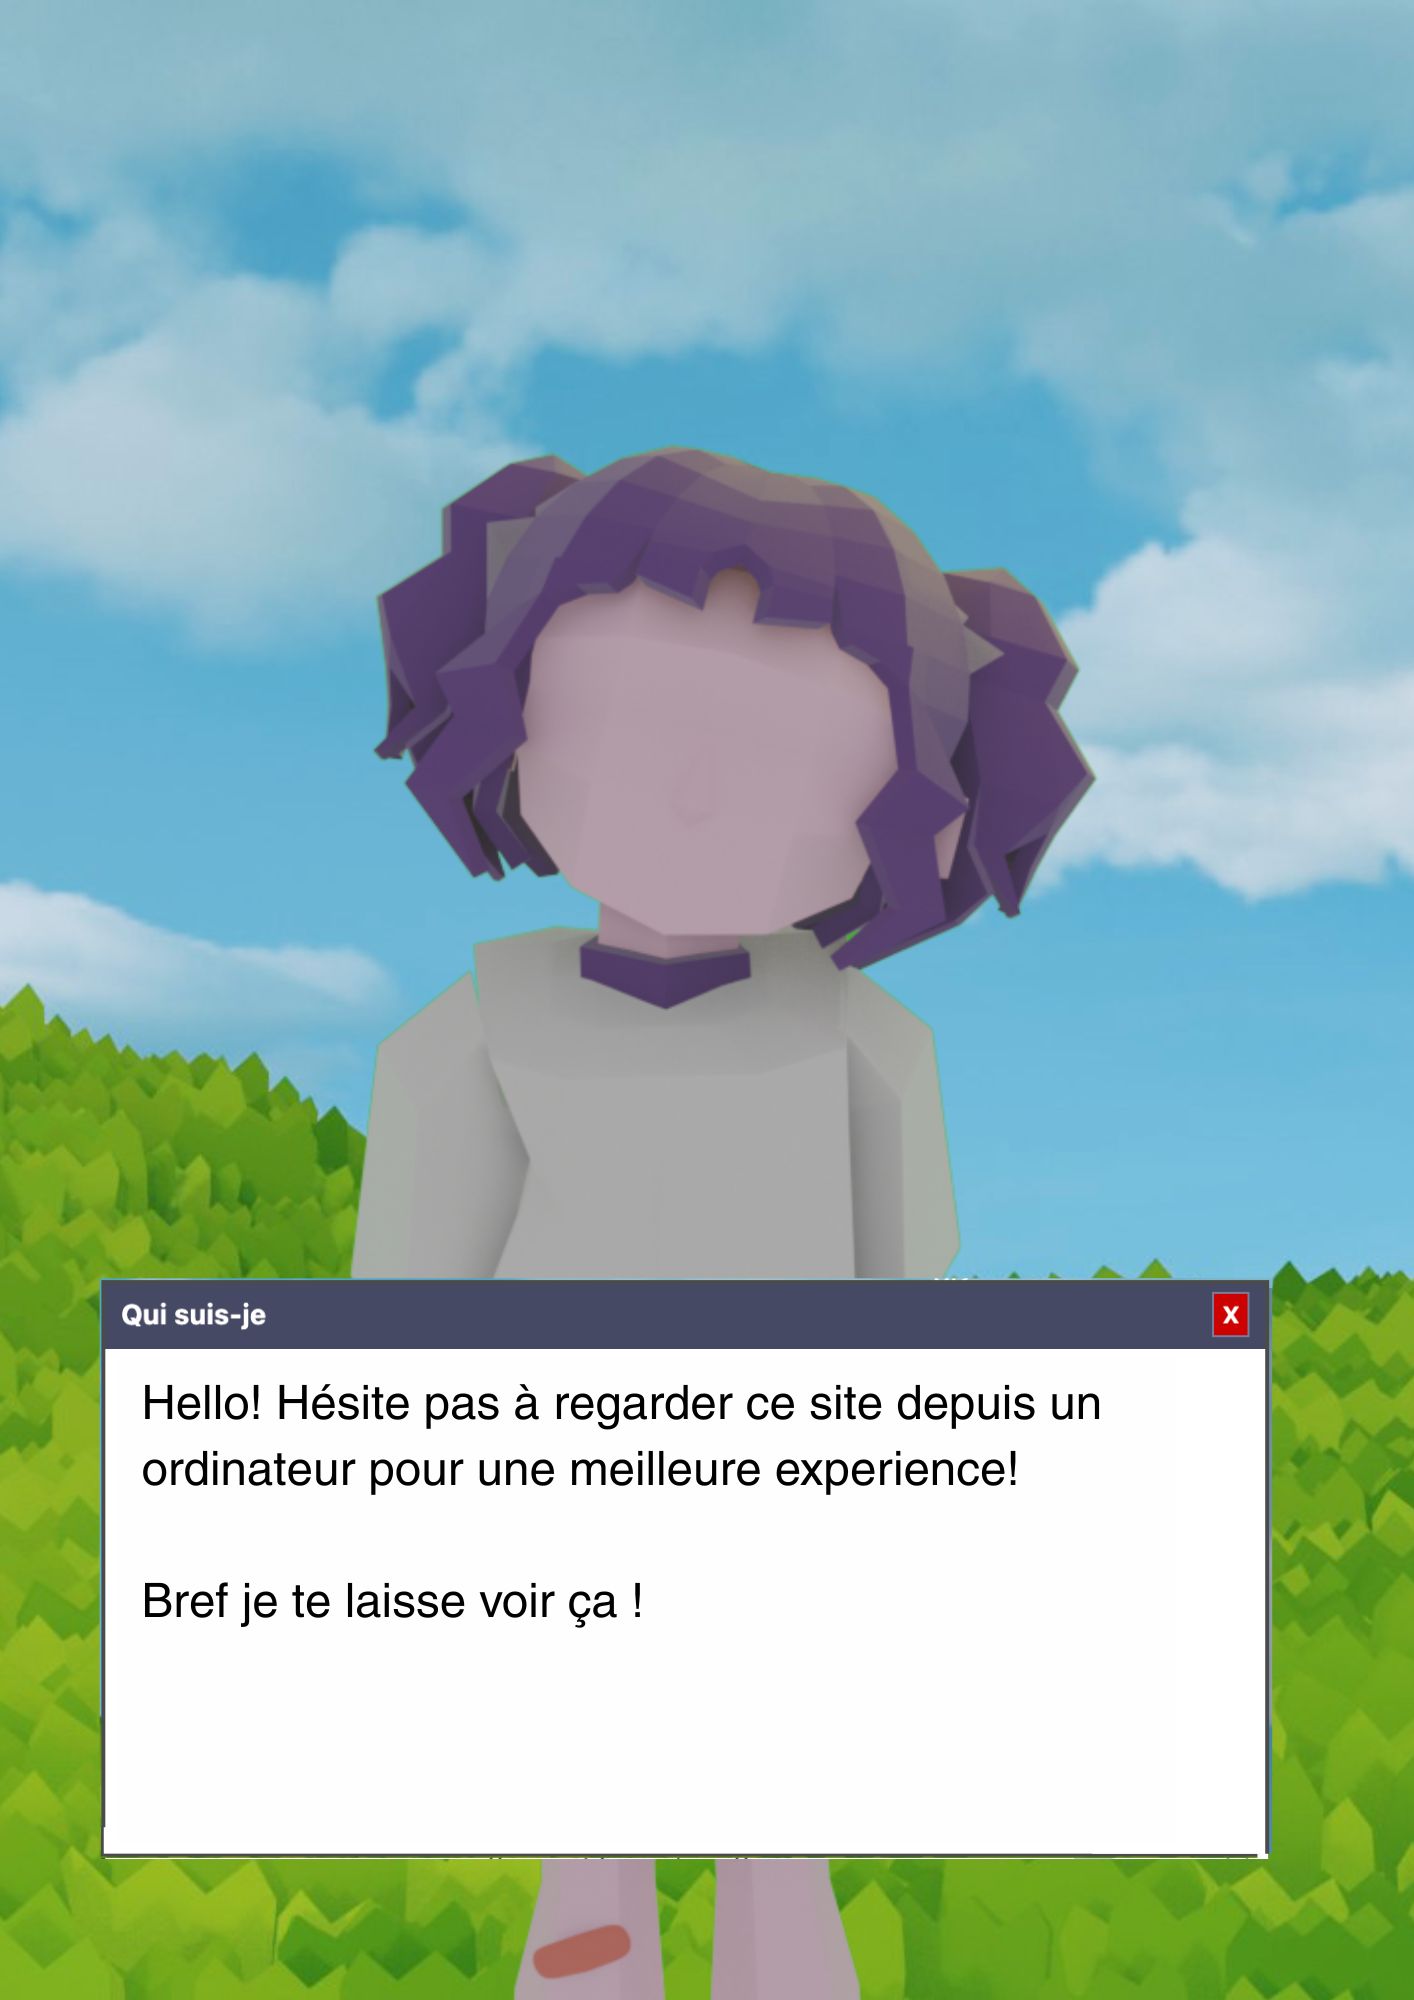 Qui suis-je
X
Hello! Hésite pas à regarder ce site depuis un
ordinateur pour une meilleure experience!
Bref je te laisse voir ça !